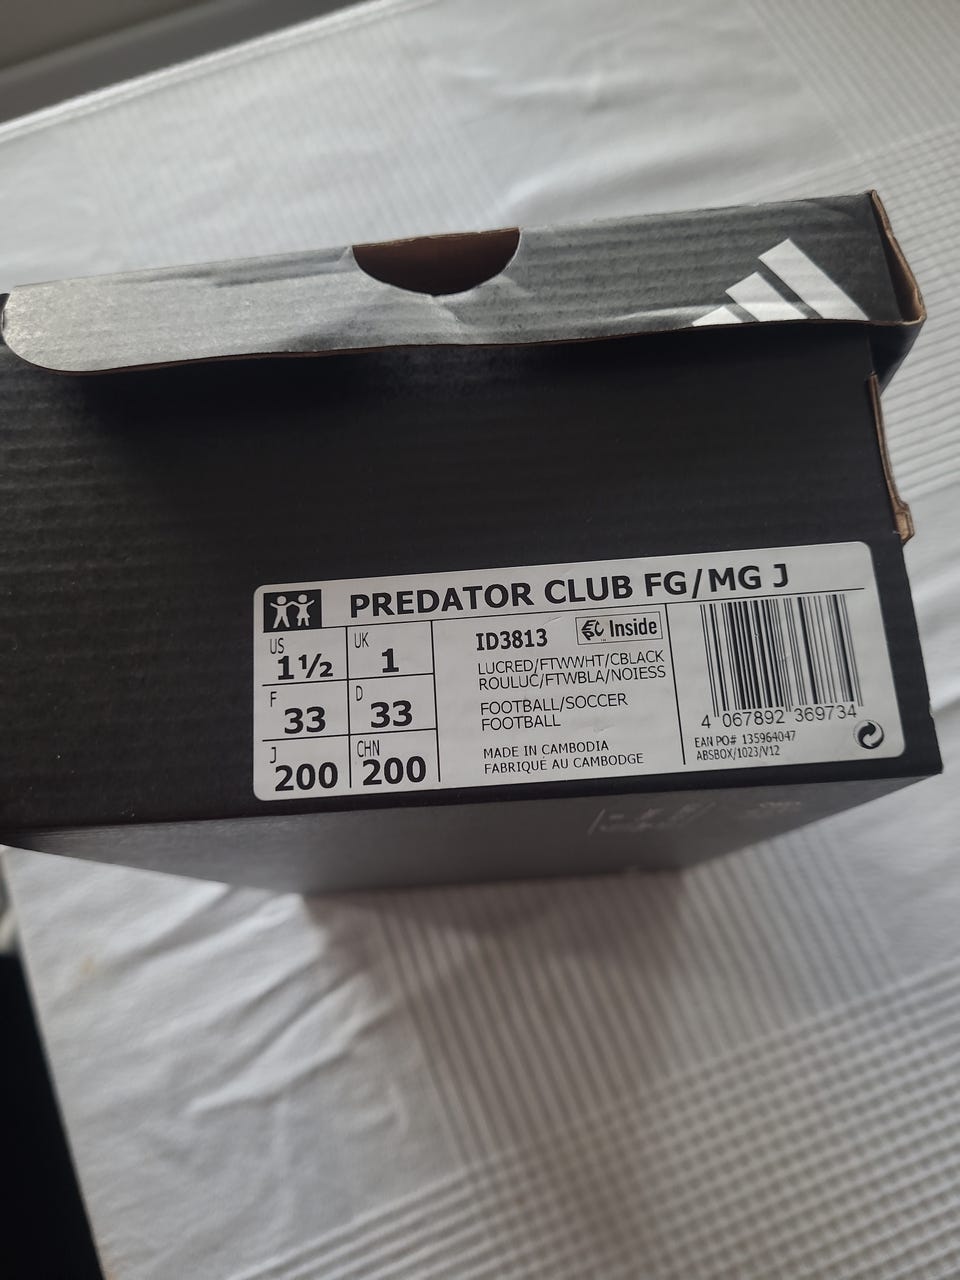 PREDATOR CLUB FG/MG J
US
1½
UK
1
F
33
D
33
J
200
CHN
200
ID3813
EC Inside
LUCRED/FTWWHT/CBLACK
ROULUC/FTWBLA/NOIESS
FOOTBALL/SOCCER
FOOTBALL
MADE IN CAMBODIA
FABRIQUÉ AU CAMBODGE
4 067892 369734
EAN PO# 135964047
ABSBOX/1023/V12